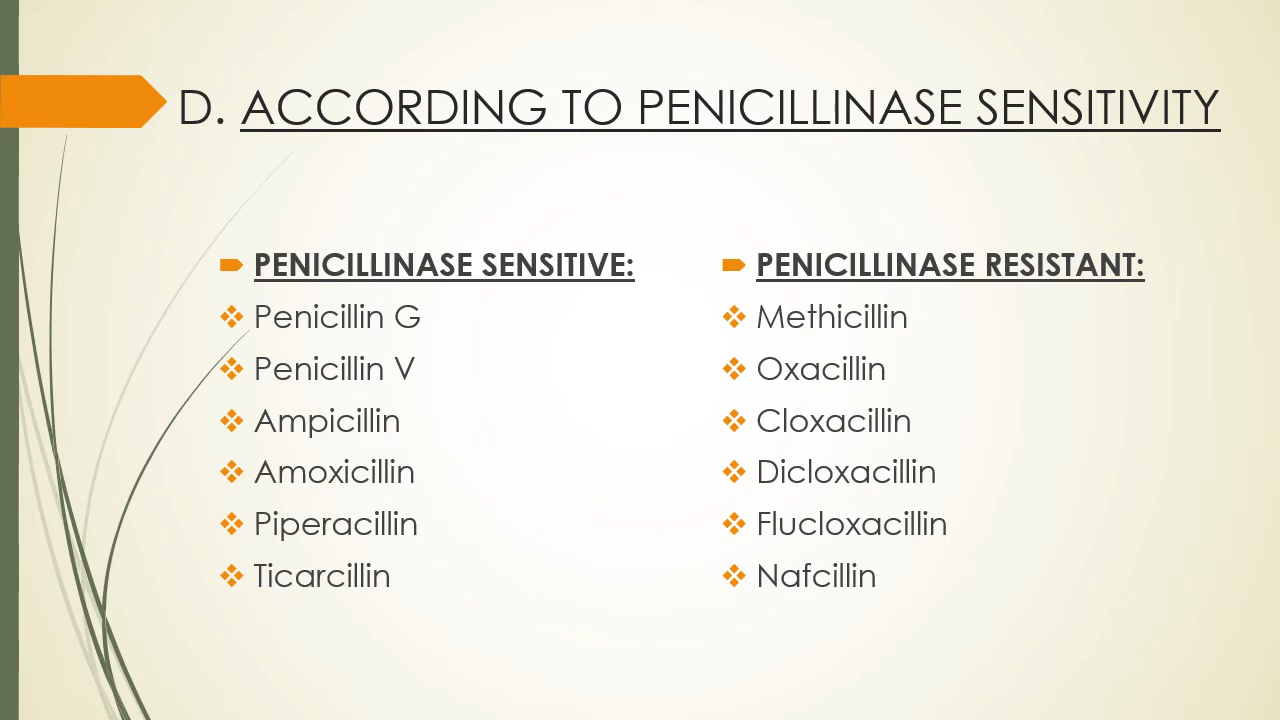 D. ACCORDING TO PENICILLINASE SENSITIVITY
PENICILLINASE SENSITIVE:
Penicillin G
Penicillin V
Ampicillin
Amoxicillin
Piperacillin
Ticarcillin
PENICILLINASE RESISTANT:
Methicillin
Oxacillin
Cloxacillin
Dicloxacillin
Flucloxacillin
Nafcillin